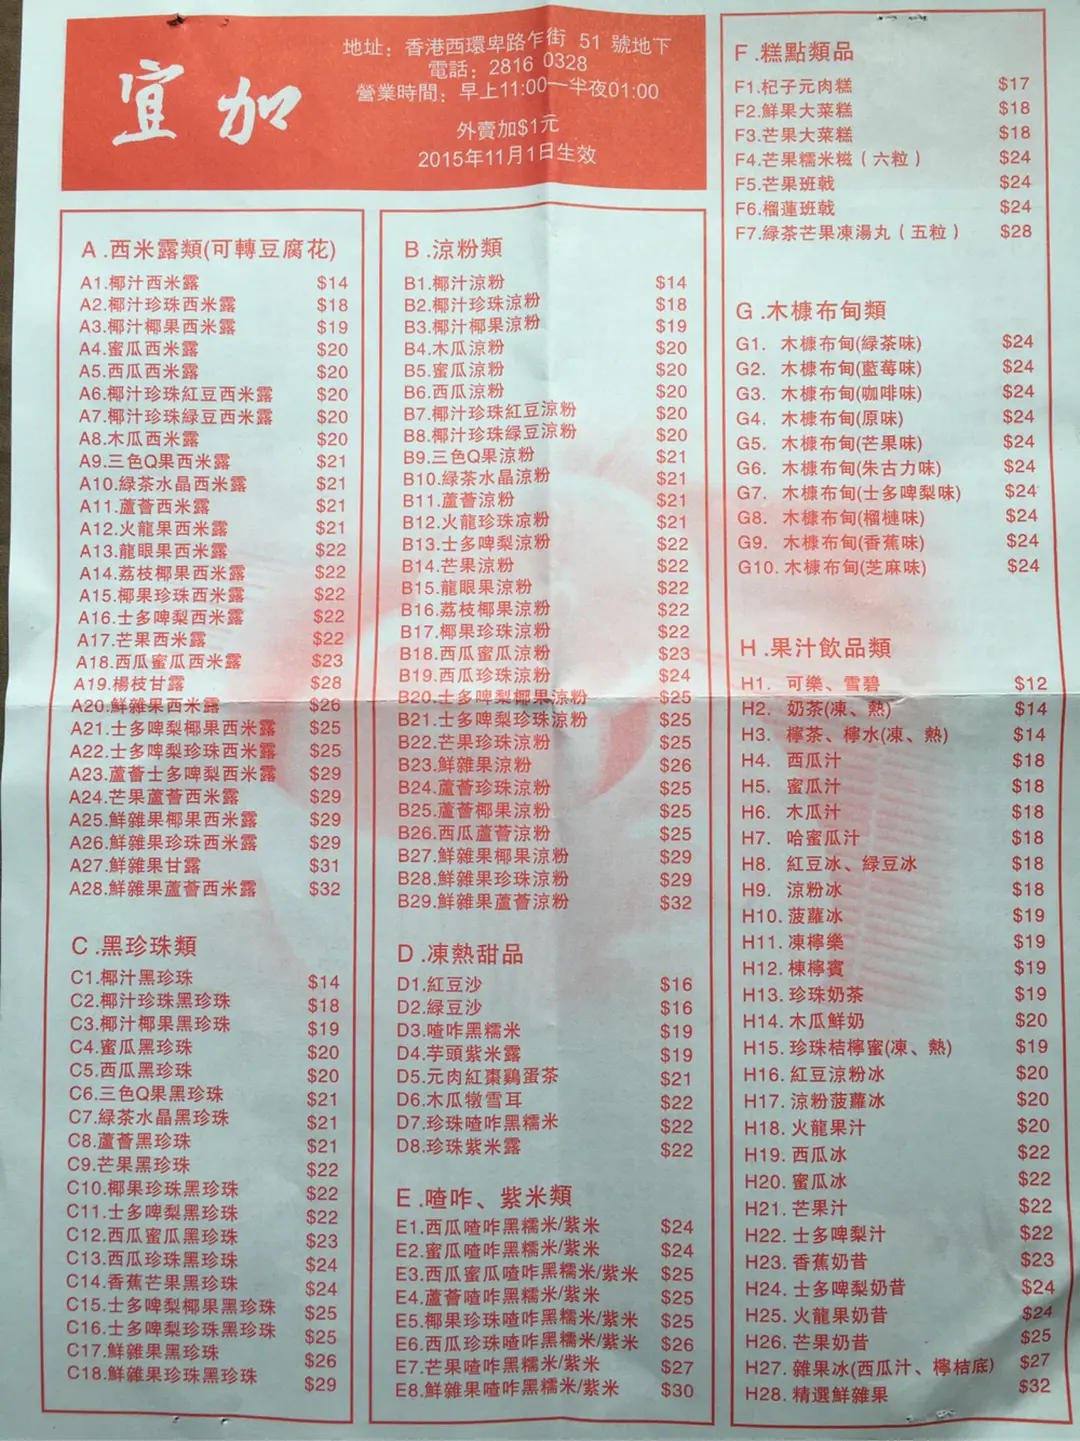 宜加
地址：香港西環卑路乍街 51 號地下
電話：2816 0328
營業時間：早上11:00—半夜01:00
外賣加$1元
2015年11月1日生效
A.西米露類(可轉豆腐花)
A1.椰汁西米露 $14
A2.椰汁珍珠西米露 $18
A3.椰汁椰果西米露 $19
A4.蜜瓜西米露 $20
A5.西瓜西米露 $20
A6.椰汁珍珠紅豆西米露 $20
A7.椰汁珍珠綠豆西米露 $20
A8.木瓜西米露 $20
A9.三色Q果西米露 $21
A10.綠茶水晶西米露 $21
A11.蘆薈西米露 $21
A12.火龍果西米露 $21
A13.龍眼果西米露 $22
A14.荔枝椰果西米露 $22
A15.椰果珍珠西米露 $22
A16.士多啤梨西米露 $22
A17.芒果西米露 $22
A18.西瓜蜜瓜西米露 $23
A19.楊枝甘露 $28
A20.鮮雜果西米露 $26
A21.士多啤梨椰果西米露 $25
A22.士多啤梨珍珠西米露 $25
A23.蘆薈士多啤梨西米露 $29
A24.芒果蘆薈西米露 $29
A25.鮮雜果椰果西米露 $29
A26.鮮雜果珍珠西米露 $29
A27.鮮雜果甘露 $31
A28.鮮雜果蘆薈西米露 $32
B.涼粉類
B1.椰汁涼粉 $14
B2.椰汁珍珠涼粉 $18
B3.椰汁椰果涼粉 $19
B4.木瓜涼粉 $20
B5.蜜瓜涼粉 $20
B6.西瓜涼粉 $20
B7.椰汁珍珠紅豆涼粉 $20
B8.椰汁珍珠綠豆涼粉 $20
B9.三色Q果涼粉 $21
B10.綠茶水晶涼粉 $21
B11.蘆薈涼粉 $21
B12.火龍珍珠涼粉 $21
B13.士多啤梨涼粉 $22
B14.芒果涼粉 $22
B15.龍眼果涼粉 $22
B16.荔枝椰果涼粉 $22
B17.椰果珍珠涼粉 $22
B18.西瓜蜜瓜涼粉 $23
B19.西瓜珍珠涼粉 $24
B20.士多啤梨椰果涼粉 $25
B21.士多啤梨珍珠涼粉 $25
B22.芒果珍珠涼粉 $25
B23.鮮雜果涼粉 $26
B24.蘆薈珍珠涼粉 $25
B25.蘆薈椰果涼粉 $25
B26.西瓜蘆薈涼粉 $25
B27.鮮雜果椰果涼粉 $29
B28.鮮雜果珍珠涼粉 $29
B29.鮮雜果蘆薈涼粉 $32
C.黑珍珠類
C1.椰汁黑珍珠 $14
C2.椰汁珍珠黑珍珠 $18
C3.椰汁椰果黑珍珠 $19
C4.蜜瓜黑珍珠 $20
C5.西瓜黑珍珠 $20
C6.三色Q果黑珍珠 $21
C7.綠茶水晶黑珍珠 $21
C8.蘆薈黑珍珠 $21
C9.芒果黑珍珠 $22
C10.椰果珍珠黑珍珠 $22
C11.士多啤梨黑珍珠 $22
C12.西瓜蜜瓜黑珍珠 $23
C13.西瓜珍珠黑珍珠 $24
C14.香蕉芒果黑珍珠 $24
C15.士多啤梨椰果黑珍珠 $25
C16.士多啤梨珍珠黑珍珠 $25
C17.鮮雜果黑珍珠 $26
C18.鮮雜果珍珠黑珍珠 $29
D.凍熱甜品
D1.紅豆沙 $16
D2.綠豆沙 $16
D3.喳咋黑糯米 $19
D4.芋頭紫米露 $19
D5.元肉紅棗鷄蛋茶 $21
D6.木瓜燉雪耳 $22
D7.珍珠喳咋黑糯米 $22
D8.珍珠紫米露 $22
E.喳咋、紫米類
E1.西瓜喳咋黑糯米/紫米 $24
E2.蜜瓜喳咋黑糯米/紫米 $24
E3.西瓜蜜瓜喳咋黑糯米/紫米 $25
E4.蘆薈喳咋黑糯米/紫米 $25
E5.椰果珍珠喳咋黑糯米/紫米 $25
E6.西瓜珍珠喳咋黑糯米/紫米 $26
E7.芒果喳咋黑糯米/紫米 $27
E8.鮮雜果喳咋黑糯米/紫米 $30
F.糕點類品
F1.杞子元肉糕 $17
F2.鮮果大菜糕 $18
F3.芒果大菜糕 $18
F4.芒果糯米糍（六粒） $24
F5.芒果班戟 $24
F6.榴蓮班戟 $24
F7.綠茶芒果凍湯丸（五粒） $28
G.木槺布甸類
G1. 木槺布甸(綠茶味) $24
G2. 木槺布甸(藍莓味) $24
G3. 木槺布甸(咖啡味) $24
G4. 木槺布甸(原味) $24
G5. 木槺布甸(芒果味) $24
G6. 木槺布甸(朱古力味) $24
G7. 木槺布甸(士多啤梨味) $24
G8. 木槺布甸(榴槤味) $24
G9. 木槺布甸(香蕉味) $24
G10. 木槺布甸(芝麻味) $24
H.果汁飲品類
H1. 可樂、雪碧 $12
H2. 奶茶(凍、熱) $14
H3. 檸茶、檸水(凍、熱) $14
H4. 西瓜汁 $18
H5. 蜜瓜汁 $18
H6. 木瓜汁 $18
H7. 哈蜜瓜汁 $18
H8. 紅豆冰、綠豆冰 $18
H9. 涼粉冰 $18
H10. 菠蘿冰 $19
H11. 凍檸樂 $19
H12. 棟檸賓 $19
H13. 珍珠奶茶 $19
H14. 木瓜鮮奶 $20
H15. 珍珠桔檸蜜(凍、熱) $19
H16. 紅豆涼粉冰 $20
H17. 涼粉菠蘿冰 $20
H18. 火龍果汁 $20
H19. 西瓜冰 $22
H20. 蜜瓜冰 $22
H21. 芒果汁 $22
H22. 士多啤梨汁 $22
H23. 香蕉奶昔 $23
H24. 士多啤梨奶昔 $24
H25. 火龍果奶昔 $24
H26. 芒果奶昔 $25
H27. 雜果冰(西瓜汁、檸桔底) $27
H28. 精選鮮雜果 $32